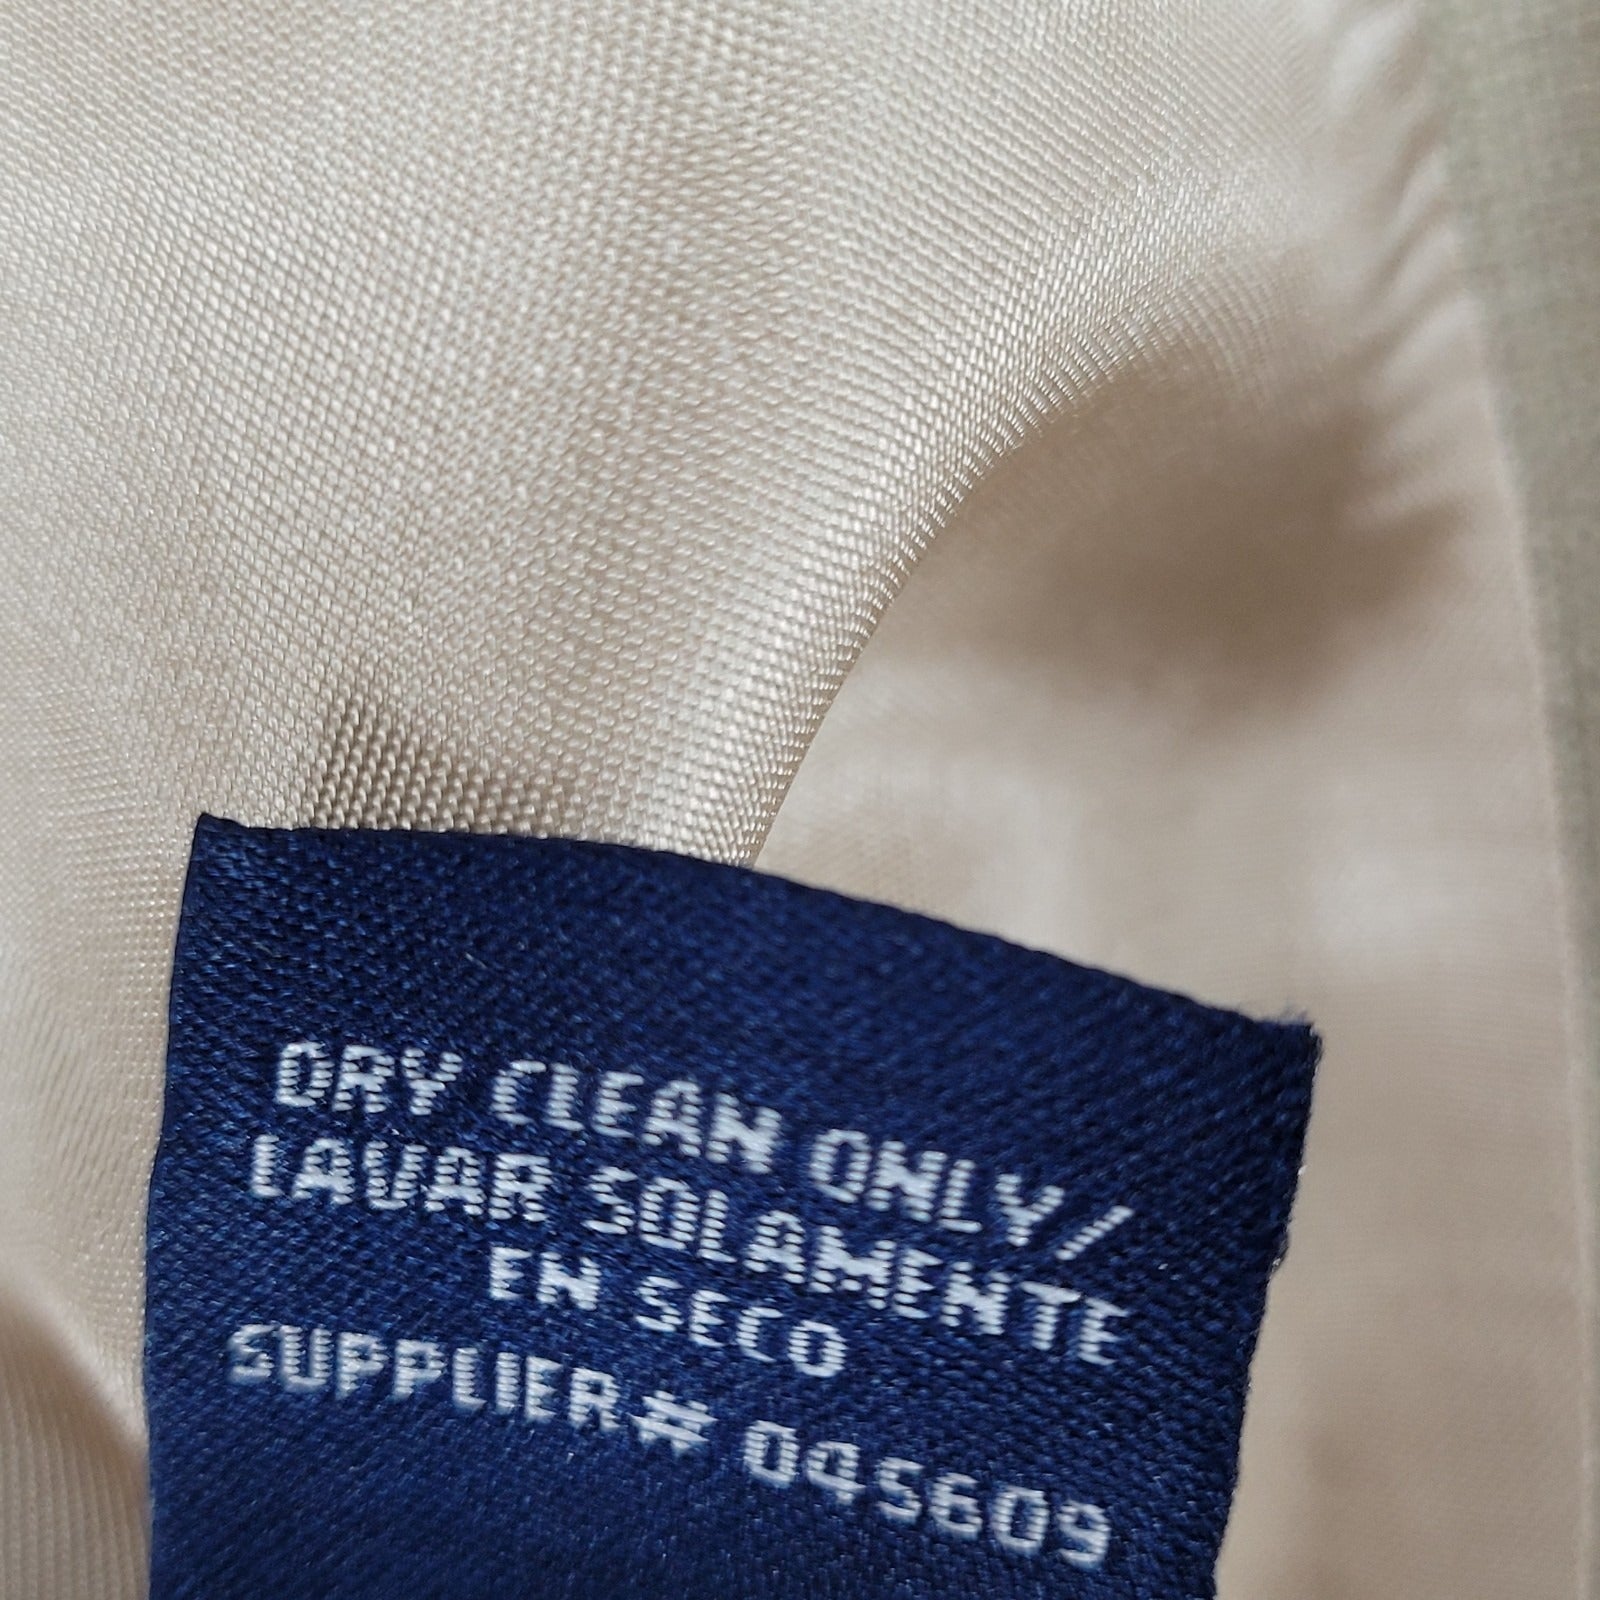 DRY CLEAN ONLY/
LAVAR SOLAMENTE
EN SECO
SUPPLIER# 045609